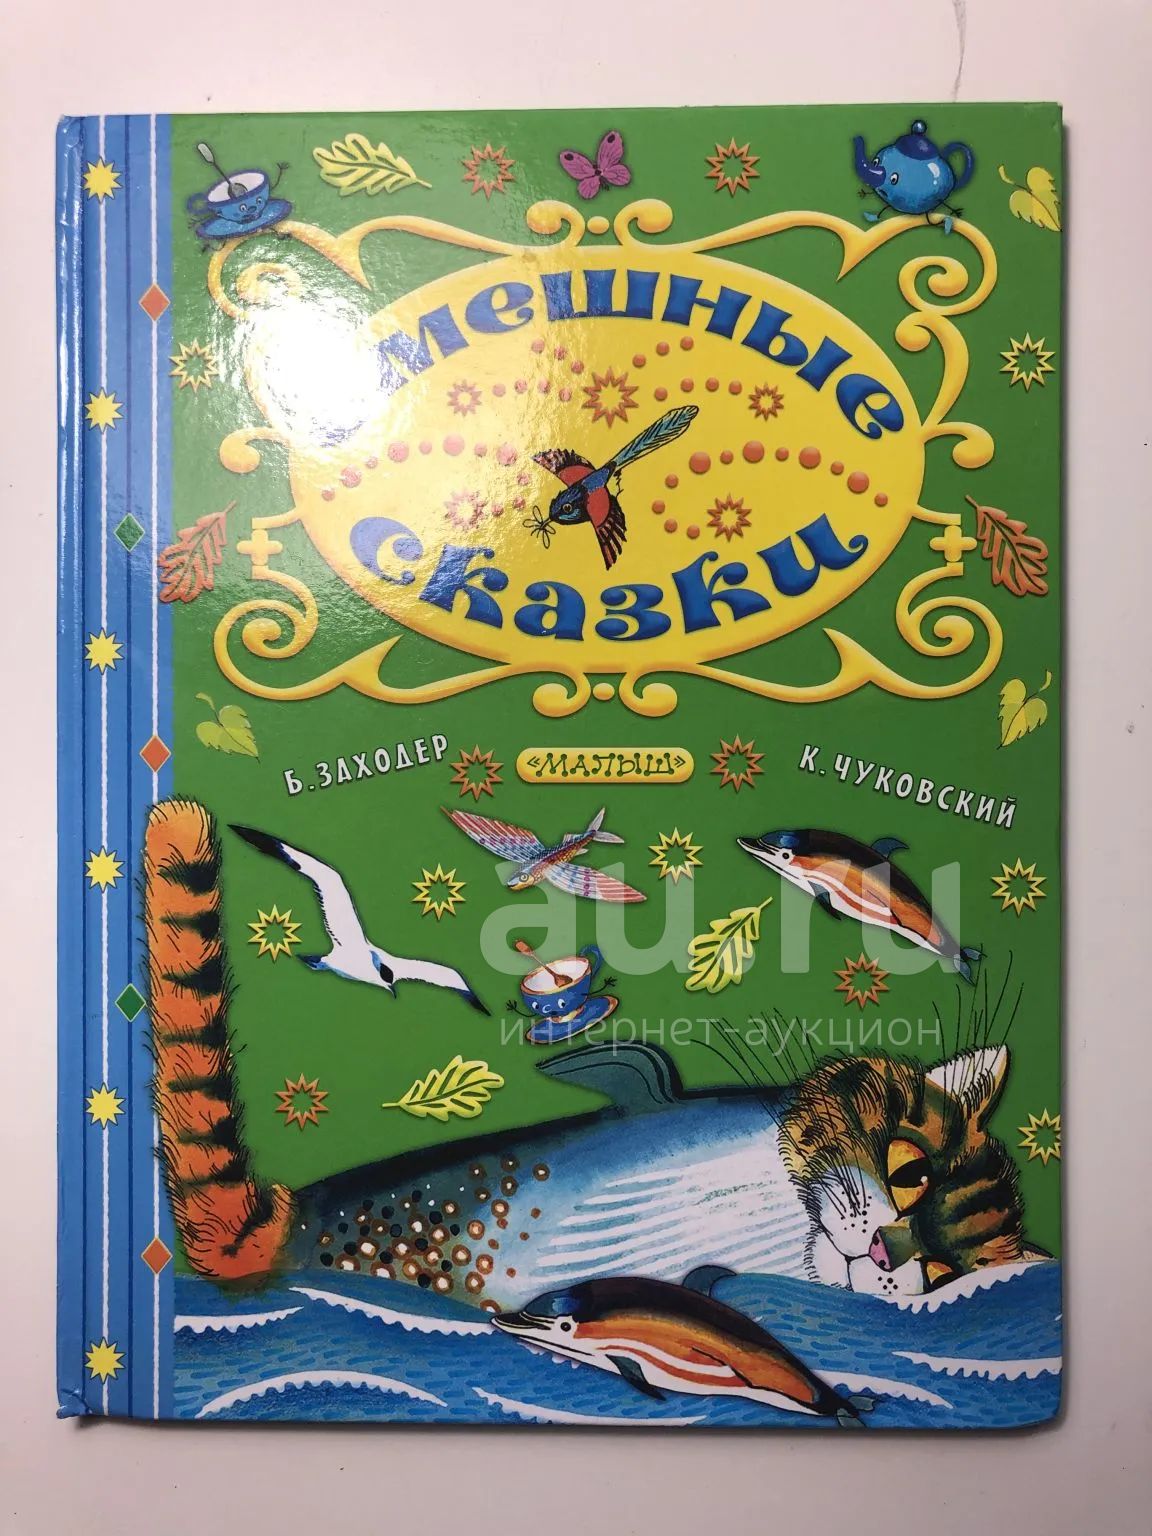 Смешные
сказки
Б. ЗАХОДЕР
«МАЛЫШ»
К. ЧУКОВСКИЙ
au.ru
интернет-аукцион